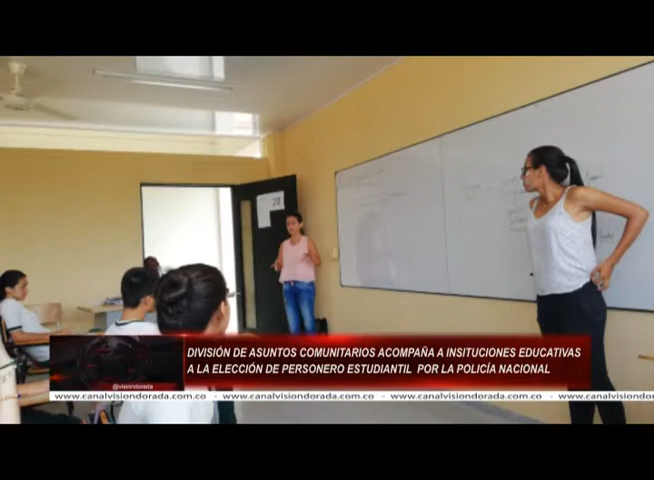 DIVISIÓN DE ASUNTOS COMUNITARIOS ACOMPAÑA A INSITUCIONES EDUCATIVAS
A LA ELECCIÓN DE PERSONERO ESTUDIANTIL POR LA POLICÍA NACIONAL
@visiondorada
www.canalvisiondorada.com.co - www.canalvisiondorada.com.co - www.canalvisiondorada.com.co - www.canalvisiondorada.com.co